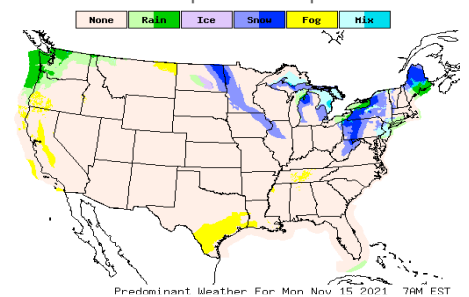 None Rain Ice Snow Fog Mix
Predominant Weather For Mon Nov 15 2021 7AM EST